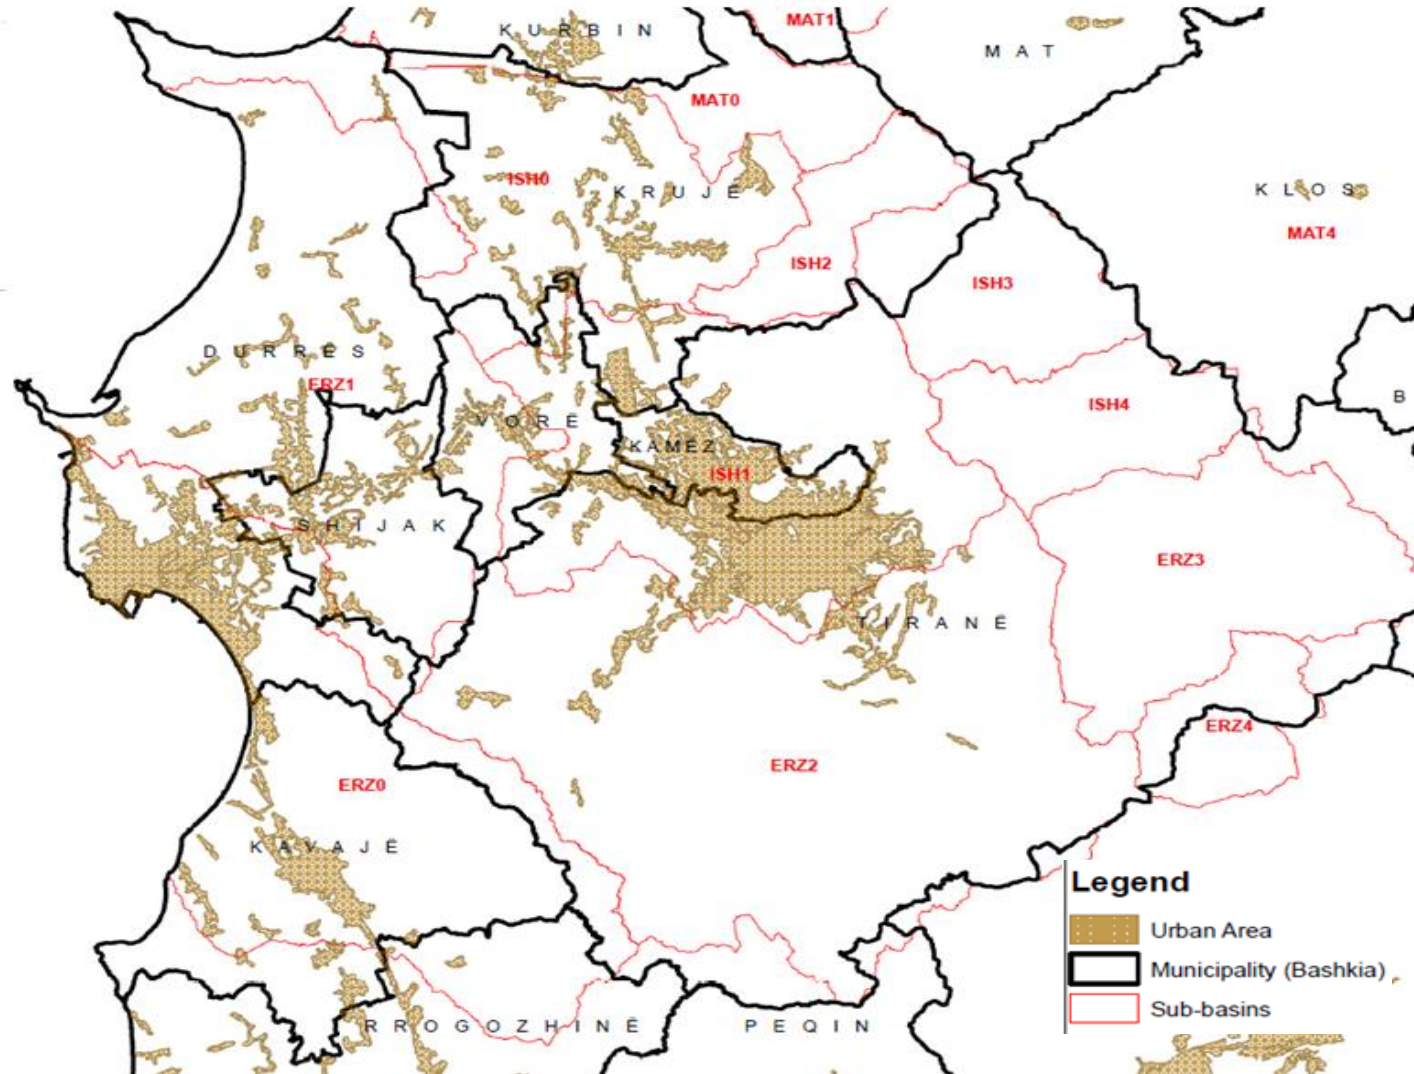 MAT1
K U R B I N
M A T
MAT0
ISH0
K R U J Ë
K L O S
MAT4
ISH2
ISH3
D U R R Ë S
ERZ1
B
ISH4
V O R Ë
K A M Ë Z
ISH1
S H I J A K
ERZ3
T I R A N Ë
ERZ4
ERZ2
ERZ0
K A V A J Ë
R R O G O Z H I N Ë
P E Q I N
Legend
Urban Area
Municipality (Bashkia)
Sub-basins